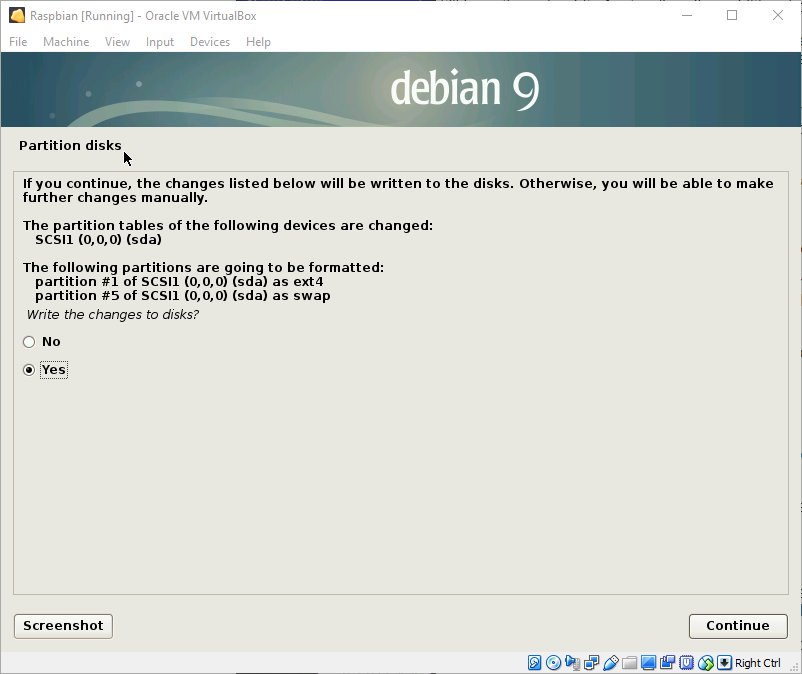 Raspbian [Running] - Oracle VM VirtualBox
File Machine View Input Devices Help
debian 9
Partition disks
If you continue, the changes listed below will be written to the disks. Otherwise, you will be able to make
further changes manually.
The partition tables of the following devices are changed:
SCSI1 (0,0,0) (sda)
The following partitions are going to be formatted:
partition #1 of SCSI1 (0,0,0) (sda) as ext4
partition #5 of SCSI1 (0,0,0) (sda) as swap
Write the changes to disks?
No
Yes
Screenshot Continue
Right Ctrl